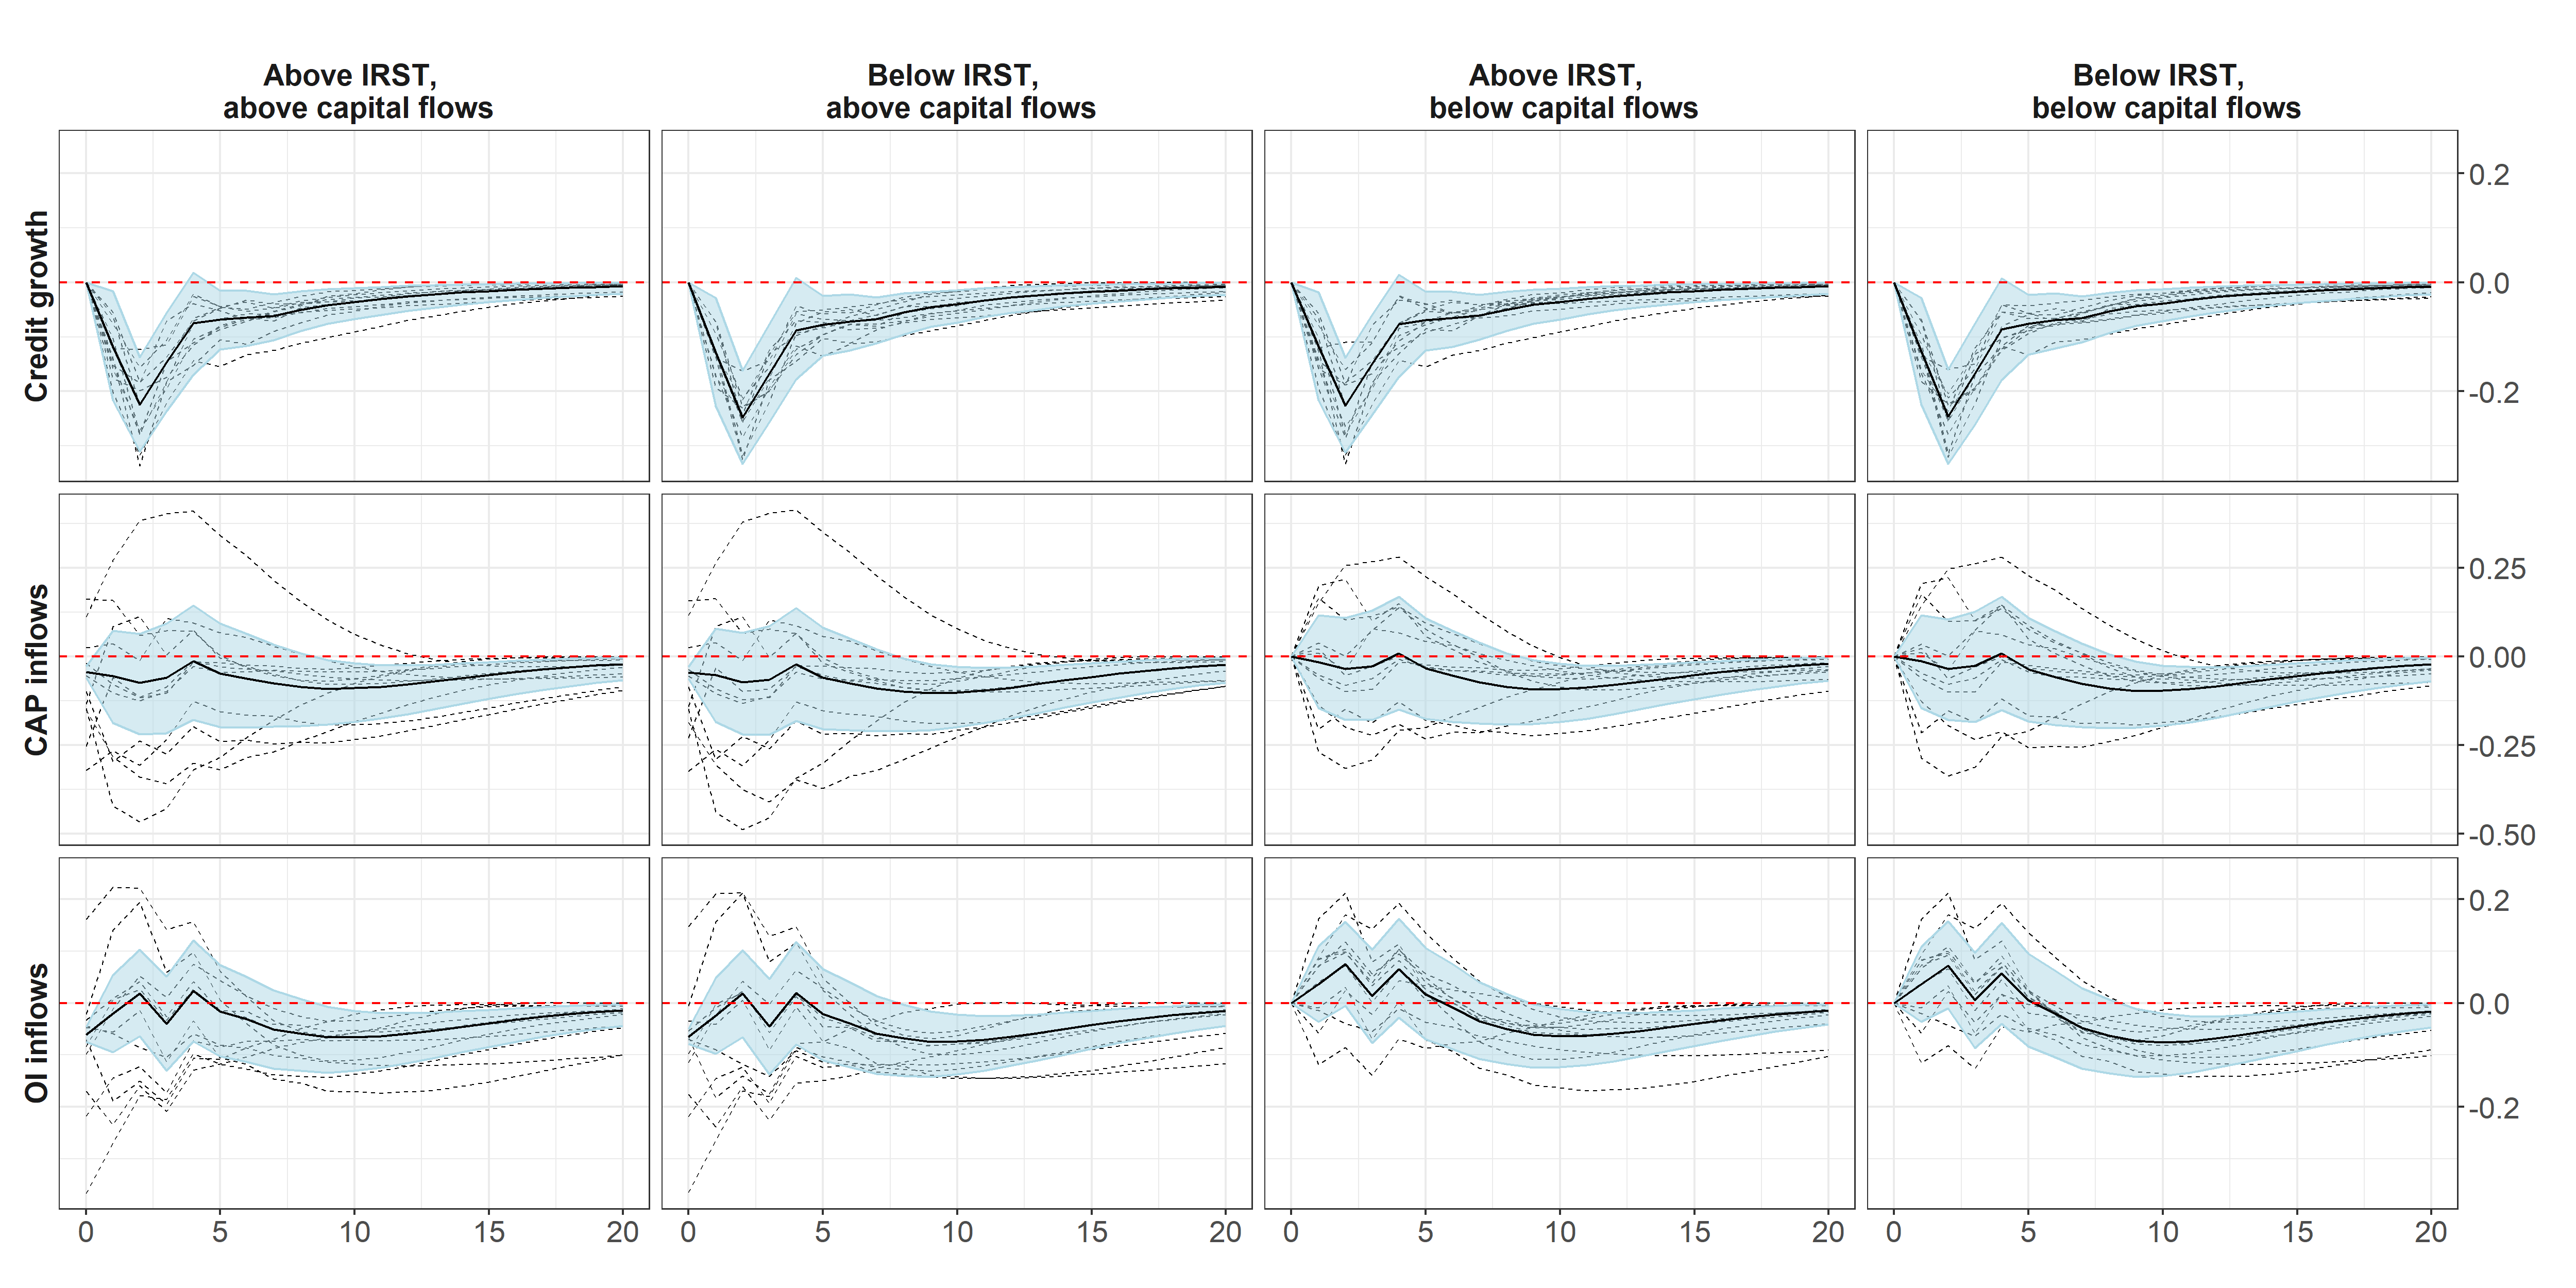 Above IRST,
above capital flows
Below IRST,
above capital flows
Above IRST,
below capital flows
Below IRST,
below capital flows
Credit growth
0.2
0.0
-0.2
CAP inflows
0.25
0.00
-0.25
-0.50
OI inflows
0.2
0.0
-0.2
0 5 10 15 20
0 5 10 15 20
0 5 10 15 20
0 5 10 15 20